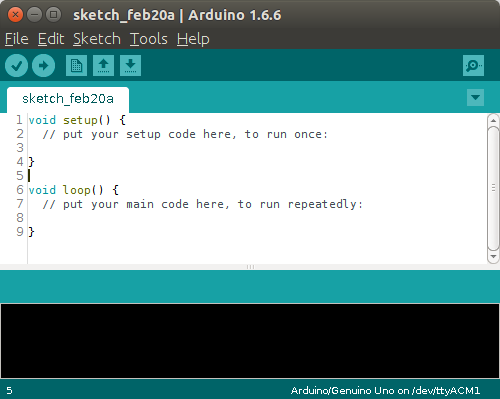 sketch_feb20a | Arduino 1.6.6
File Edit Sketch Tools Help
sketch_feb20a
1 void setup() {
2   // put your setup code here, to run once:
3
4 }
5
6 void loop() {
7   // put your main code here, to run repeatedly:
8
9 }
5 Arduino/Genuino Uno on /dev/ttyACM1